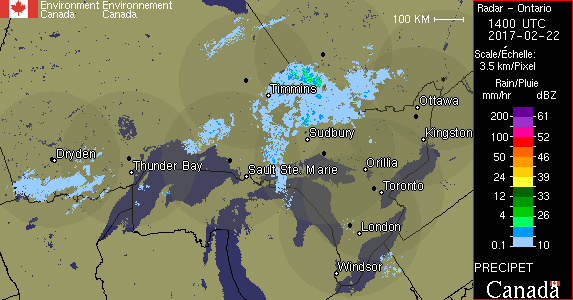 Environment Environnement
Canada Canada
100 KM
Timmins
Ottawa
Sudbury
Kingston
Dryden
Thunder Bay
Sault Ste. Marie
Orillia
Toronto
London
Windsor
Radar - Ontario
1400 UTC
2017-02-22
Scale/Échelle:
3.5 km/Pixel
Rain/Pluie
mm/hr dBZ
200 61
100 52
50 46
24 39
12 33
4 26
0.1 10
PRECIPET
Canada